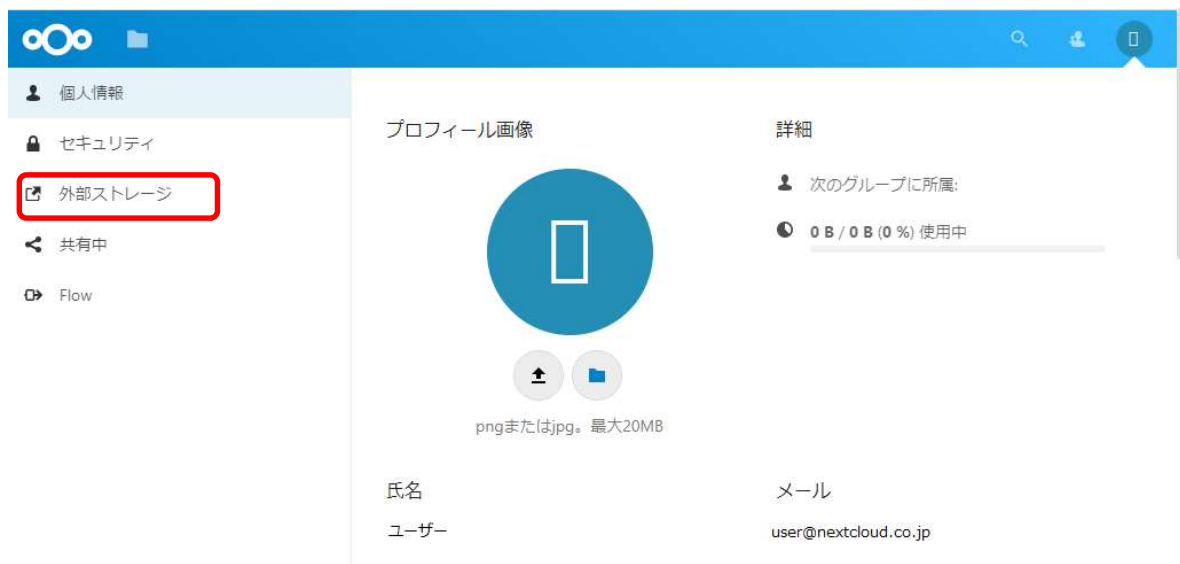 個人情報
セキュリティ
外部ストレージ
共有中
Flow
プロフィール画像
pngまたはjpg。最大20MB
詳細
次のグループに所属:
0 B / 0 B (0 %) 使用中
氏名
ユーザー
メール
user@nextcloud.co.jp